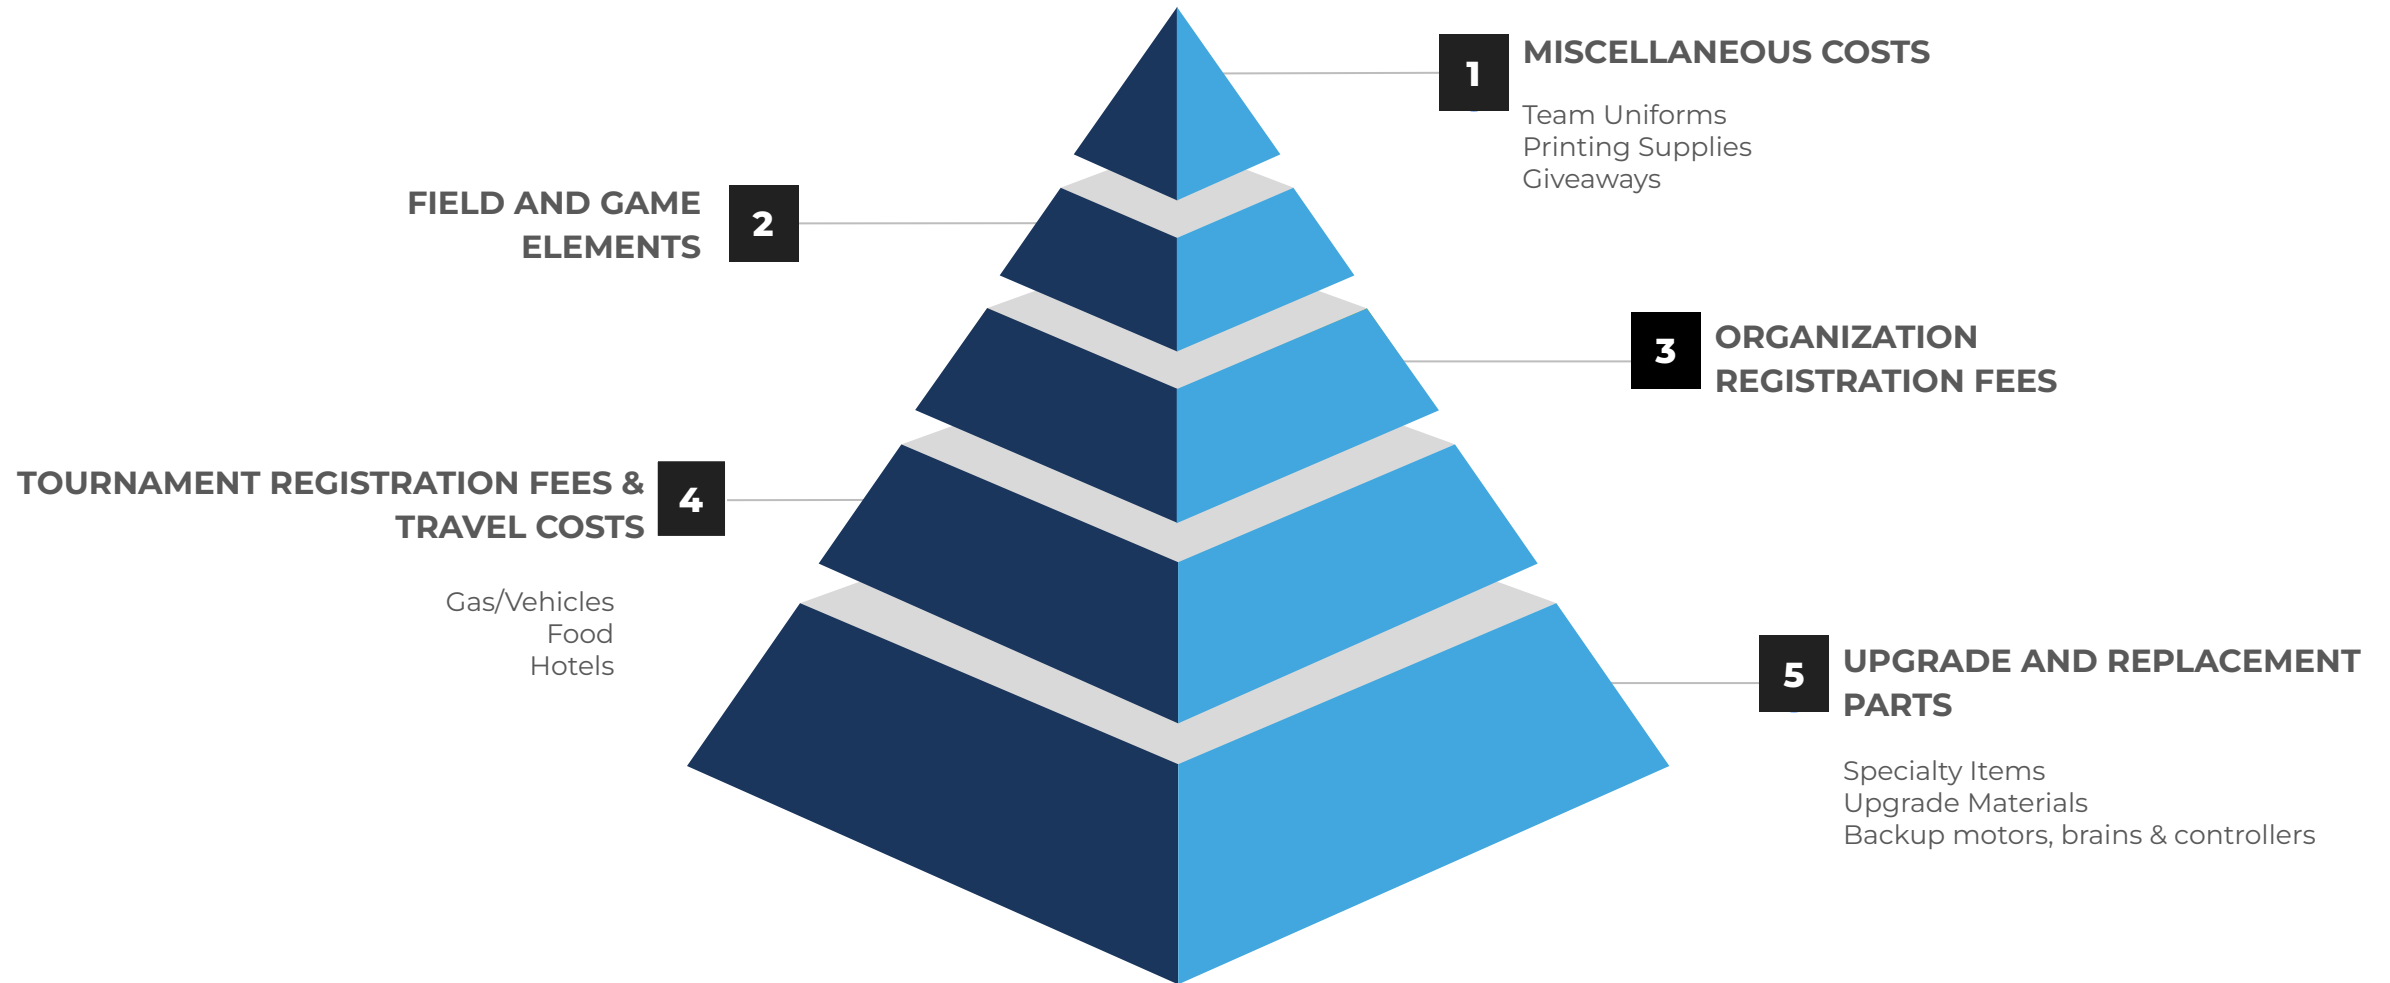 1
MISCELLANEOUS COSTS
Team Uniforms
Printing Supplies
Giveaways
2
FIELD AND GAME
ELEMENTS
3
ORGANIZATION
REGISTRATION FEES
4
TOURNAMENT REGISTRATION FEES &
TRAVEL COSTS
Gas/Vehicles
Food
Hotels
5
UPGRADE AND REPLACEMENT
PARTS
Specialty Items
Upgrade Materials
Backup motors, brains & controllers